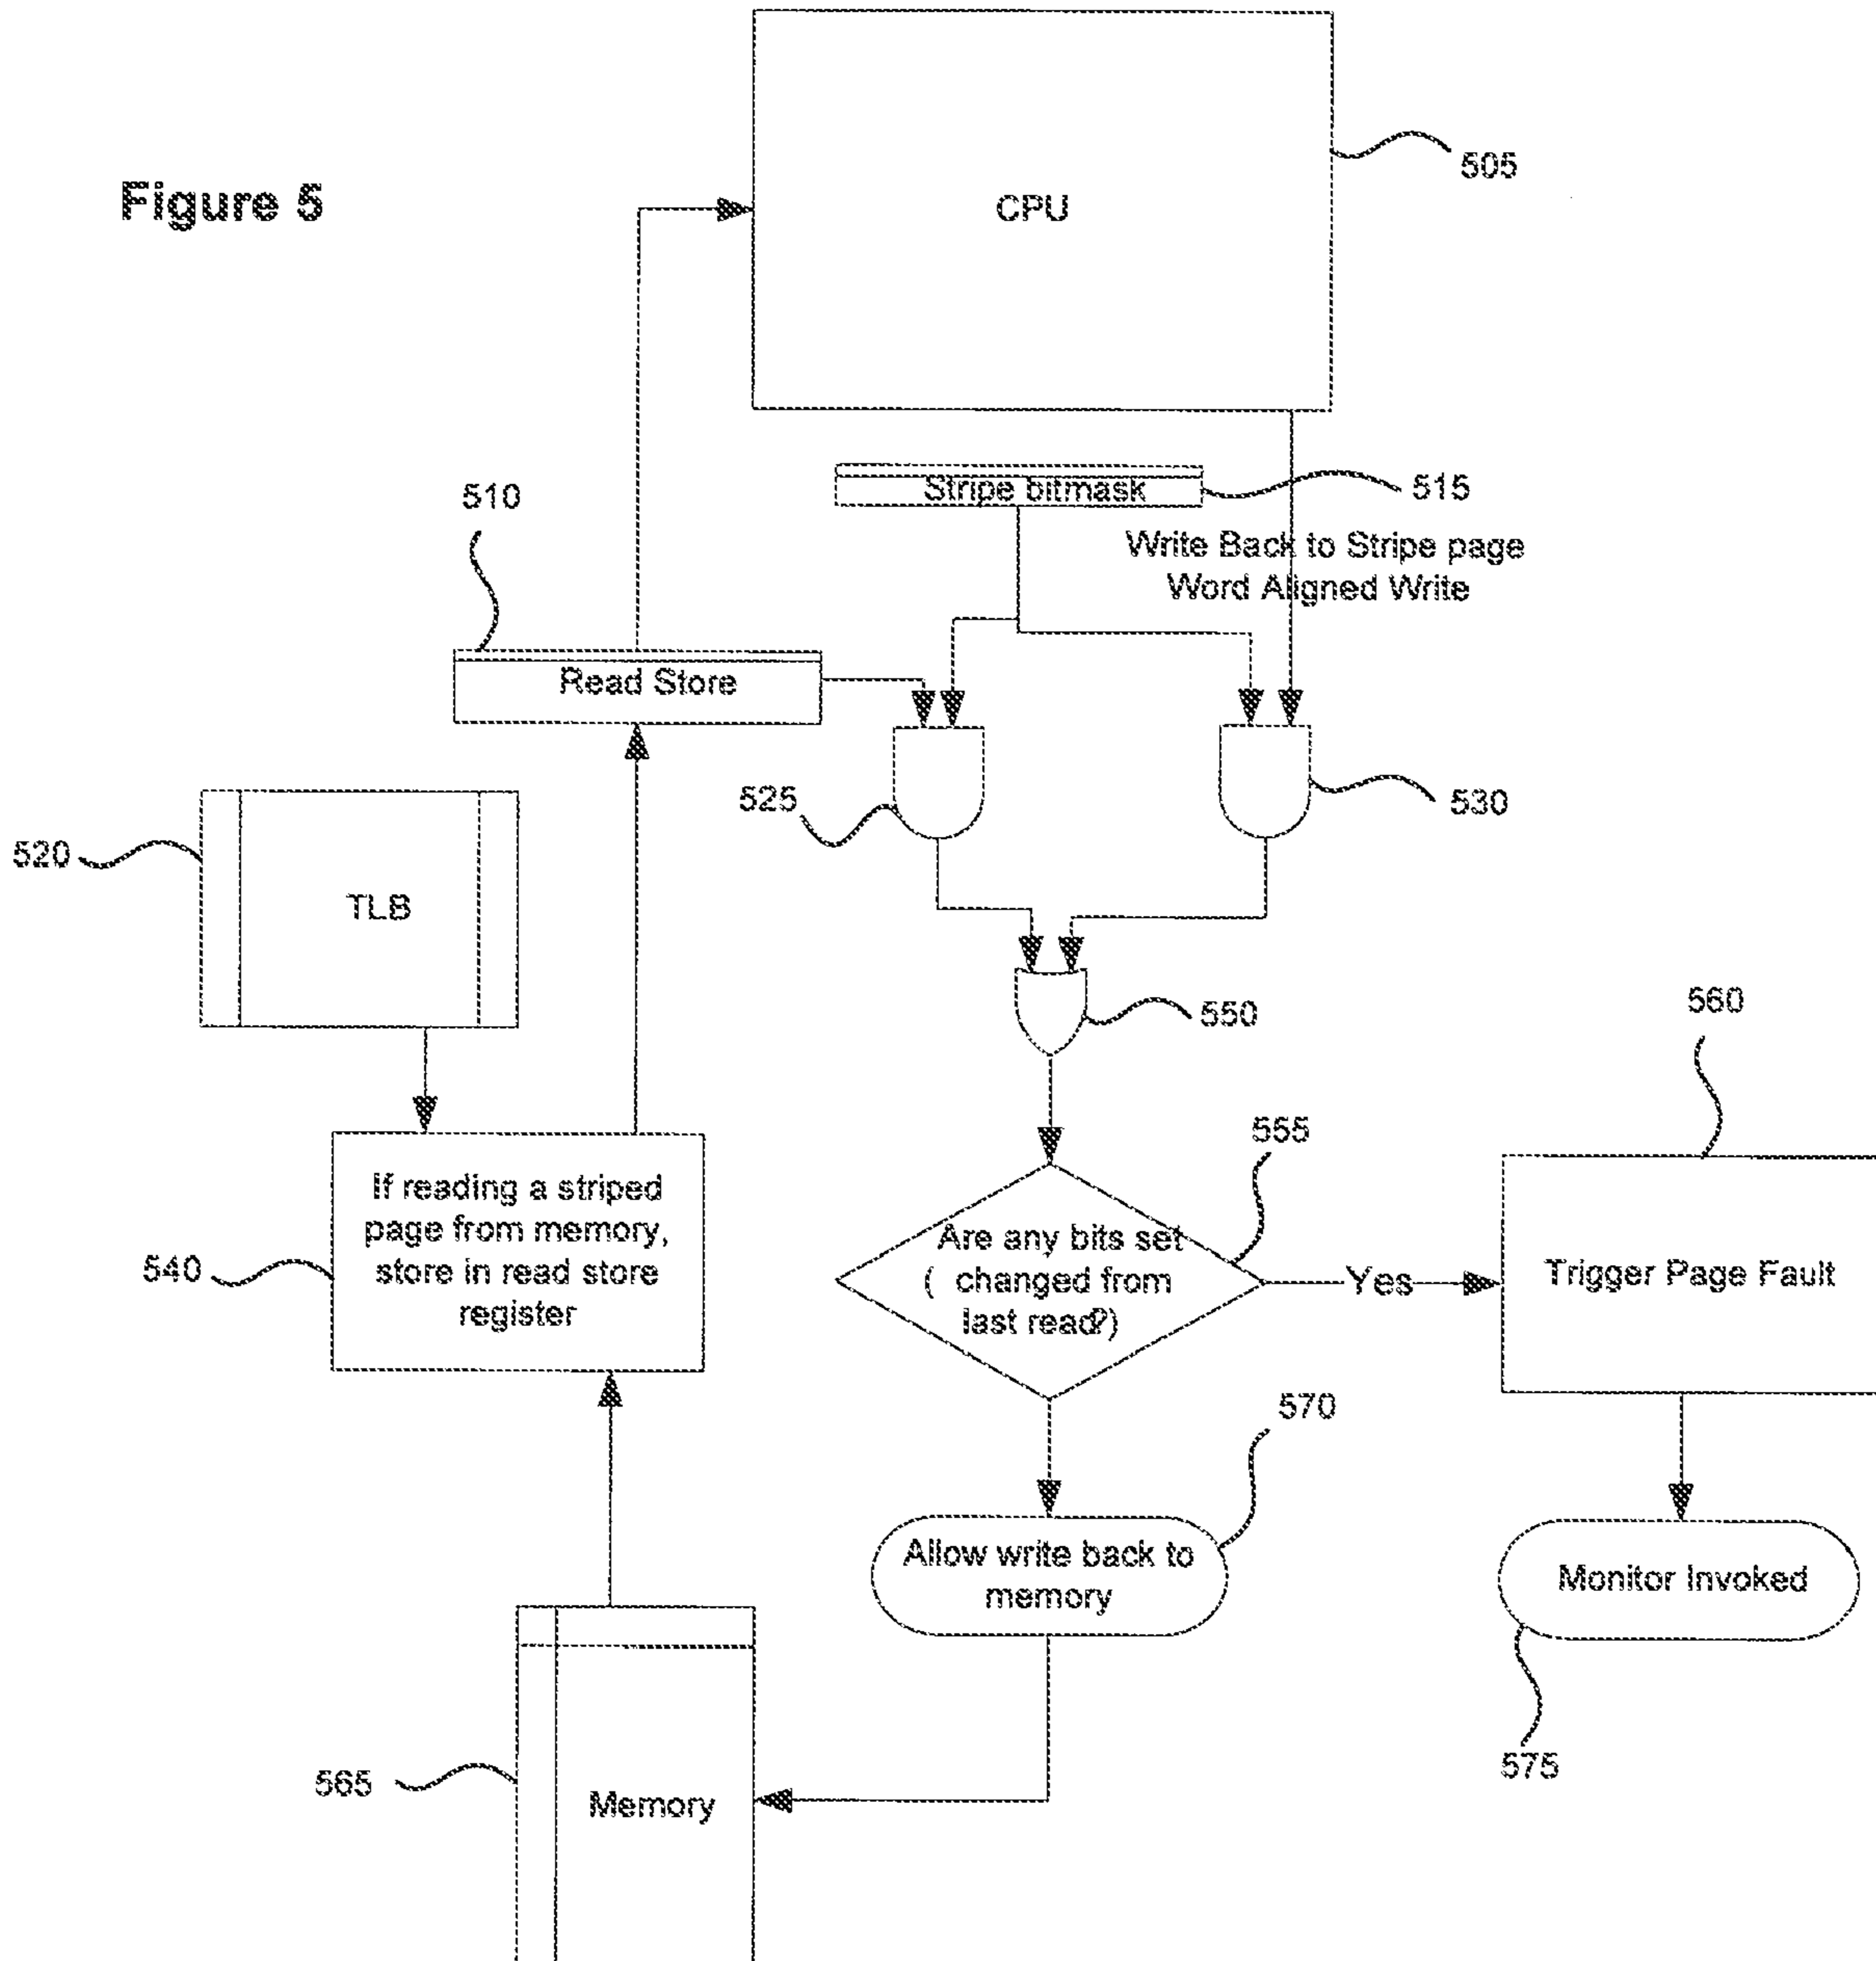 Figure 5
CPU
505
510
Stripe bitmask
515
Write Back to Stripe page
Word Aligned Write
Read Store
525
530
520
TLB
550
560
555
If reading a striped
page from memory,
store in read store
register
540
Are any bits set
( changed from
last read?)
Yes
Trigger Page Fault
570
Allow write back to
memory
Monitor Invoked
575
565
Memory